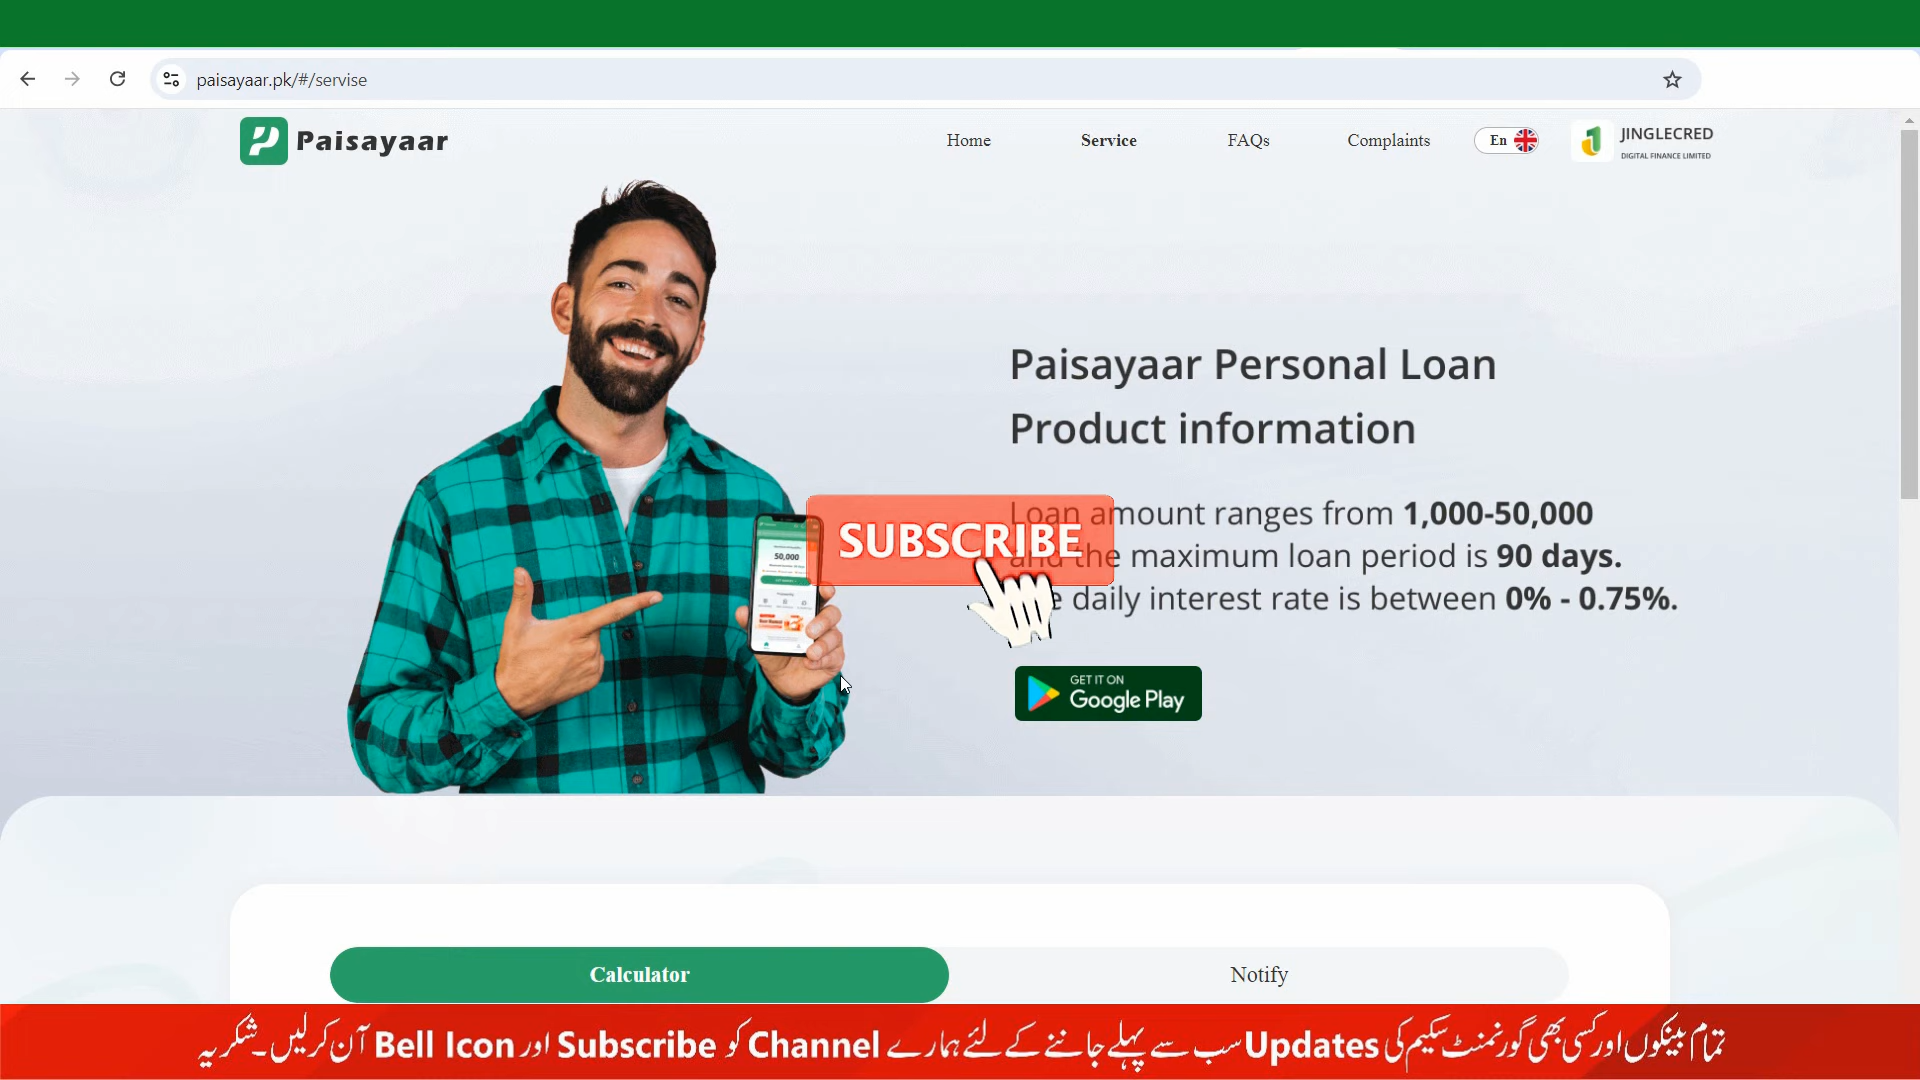 paisayaar.pk/#/servise
Paisayaar
Home
Service
FAQs
Complaints
En
JINGLECRED
DIGITAL FINANCE LIMITED
Paisayaar Personal Loan
Product information
Loan amount ranges from 1,000-50,000
and the maximum loan period is 90 days.
e daily interest rate is between 0% - 0.75%.
SUBSCRIBE
50,000
GET IT ON
Google Play
Calculator
Notify
تمام بینکوں اور کسی بھی گورنمنٹ سکیم کی Updates سب سے پہلے جاننے کے لئے ہمارے Channel کو Subscribe اور Bell Icon آن کر لیں۔ شکریہ